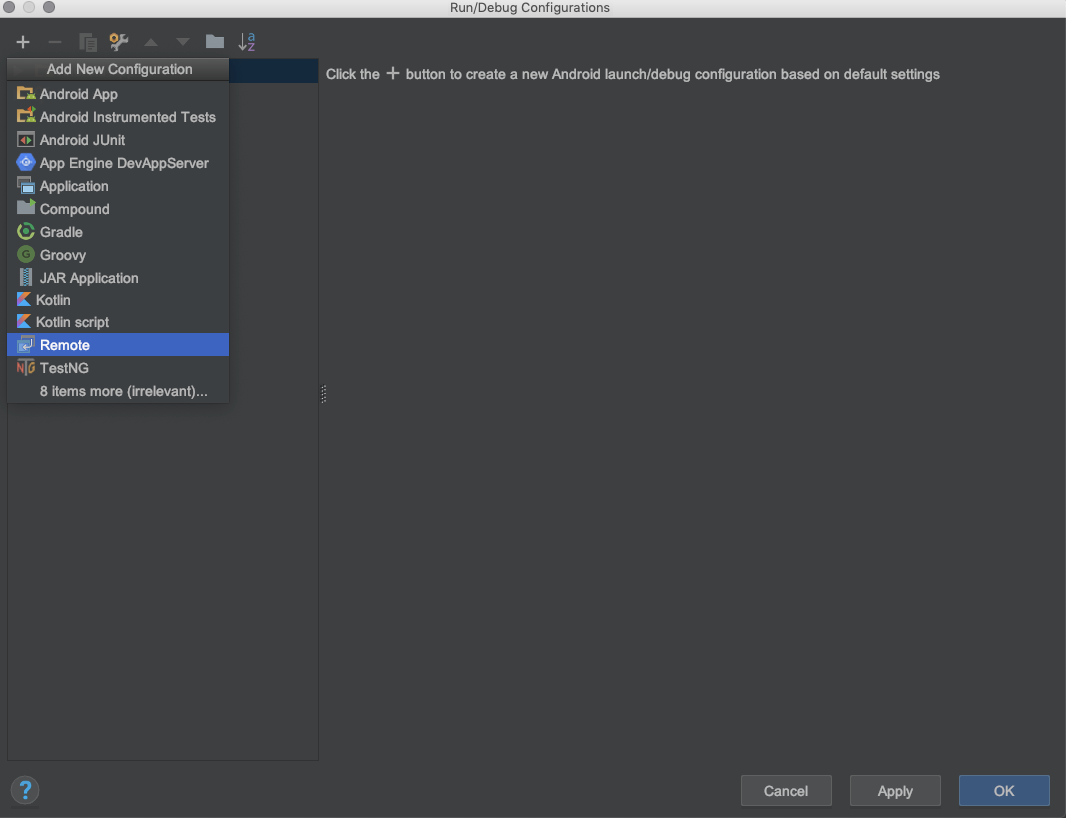 Run/Debug Configurations
a
z
Add New Configuration
Click the + button to create a new Android launch/debug configuration based on default settings
Android App
Android Instrumented Tests
Android JUnit
App Engine DevAppServer
Application
Compound
Gradle
G Groovy
JAR Application
Kotlin
Kotlin script
Remote
NTG TestNG
8 items more (irrelevant)...
? Cancel Apply OK